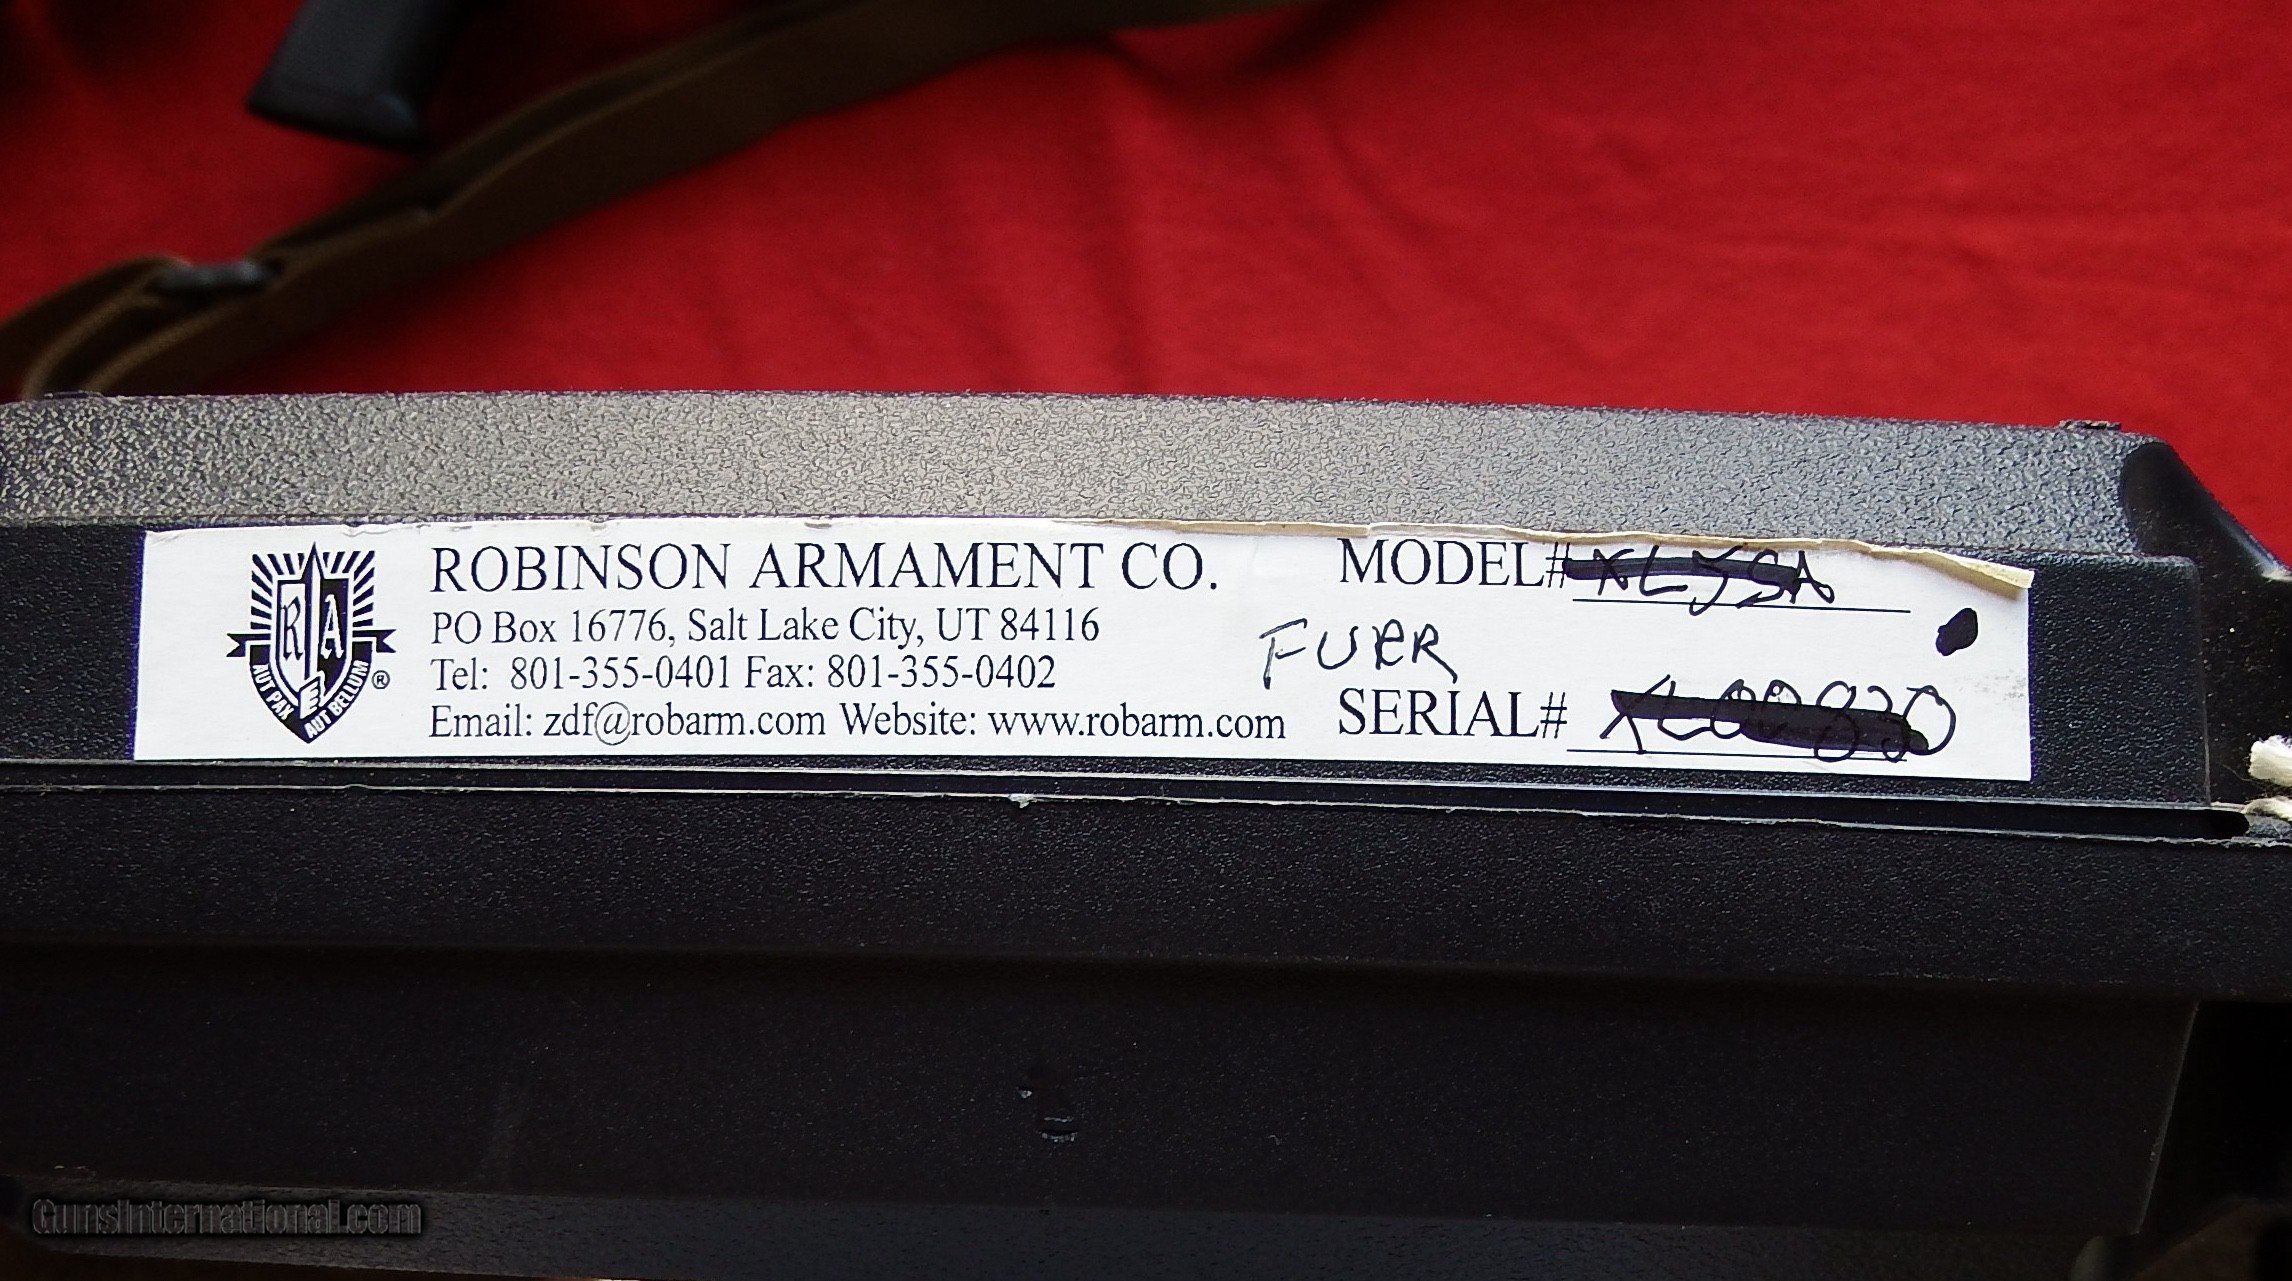 R A
AUT PAX AUT BELLUM ®
ROBINSON ARMAMENT CO.
PO Box 16776, Salt Lake City, UT 84116
Tel: 801-355-0401 Fax: 801-355-0402
Email: zdf@robarm.com Website: www.robarm.com
MODEL#
FUER
SERIAL#
GunsInternational.com